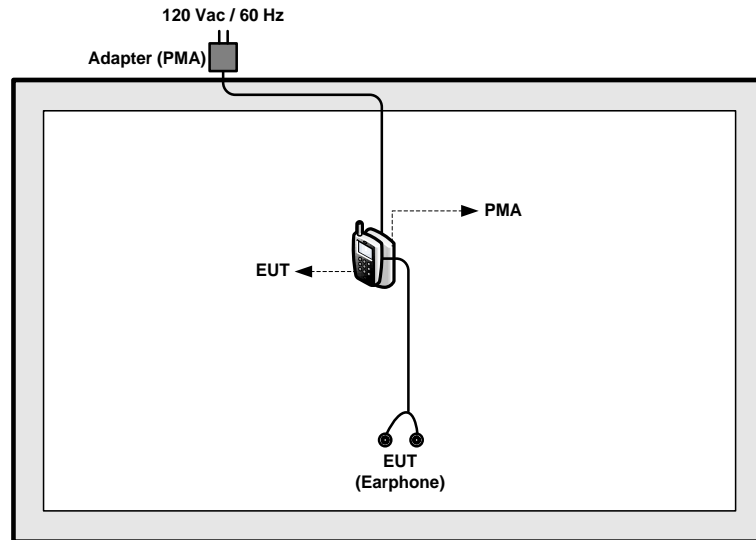 120 Vac / 60 Hz
Adapter (PMA)
PMA
EUT
EUT
(Earphone)